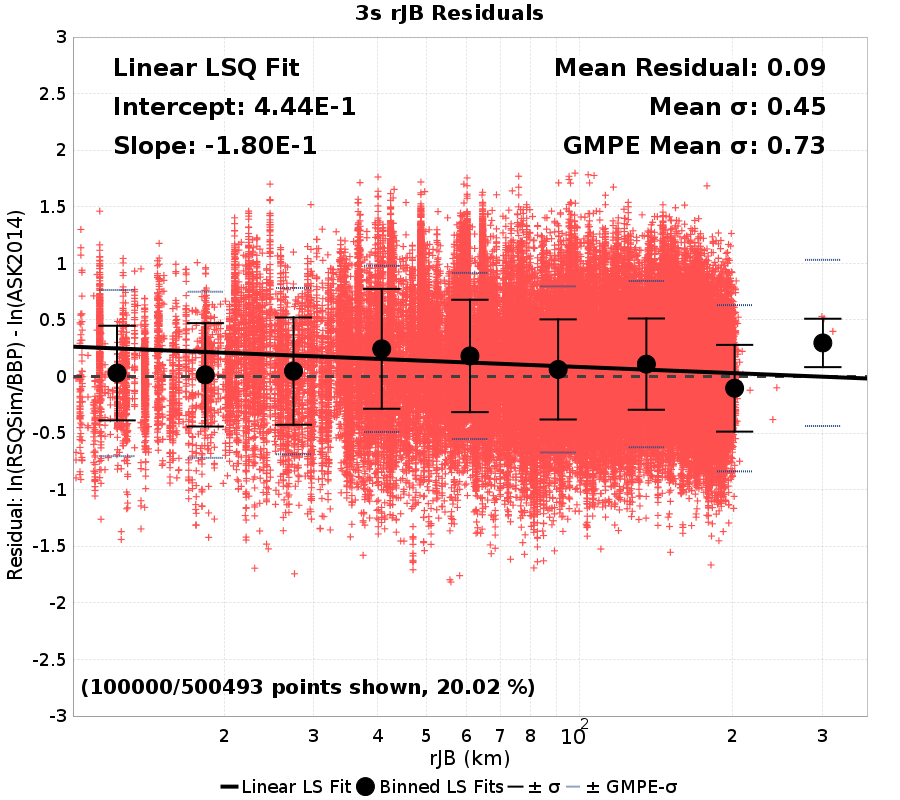 3s rJB Residuals
Linear LSQ Fit
Intercept: 4.44E-1
Slope: -1.80E-1
Mean Residual: 0.09
Mean σ: 0.45
GMPE Mean σ: 0.73
Residual: ln(RSQSim/BBP) - ln(ASK2014)
3
2.5
2
1.5
1
0.5
0
-0.5
-1
-1.5
-2
-2.5
-3
(100000/500493 points shown, 20.02 %)
2 3 4 5 6 7 8 10² 2 3
rJB (km)
Linear LS Fit Binned LS Fits ± σ ± GMPE-σ